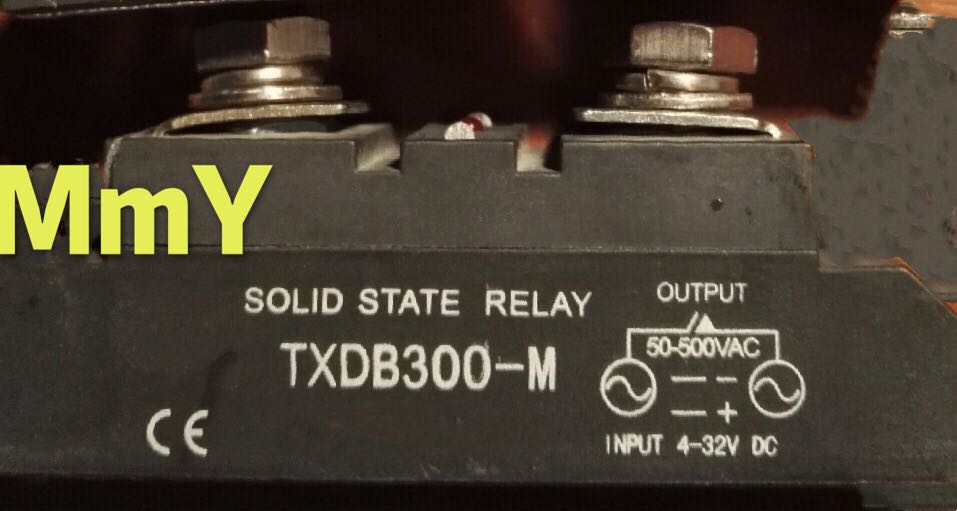 MmY
SOLID STATE RELAY
TXDB300-M
CE
OUTPUT
50-500VAC
INPUT 4-32V DC